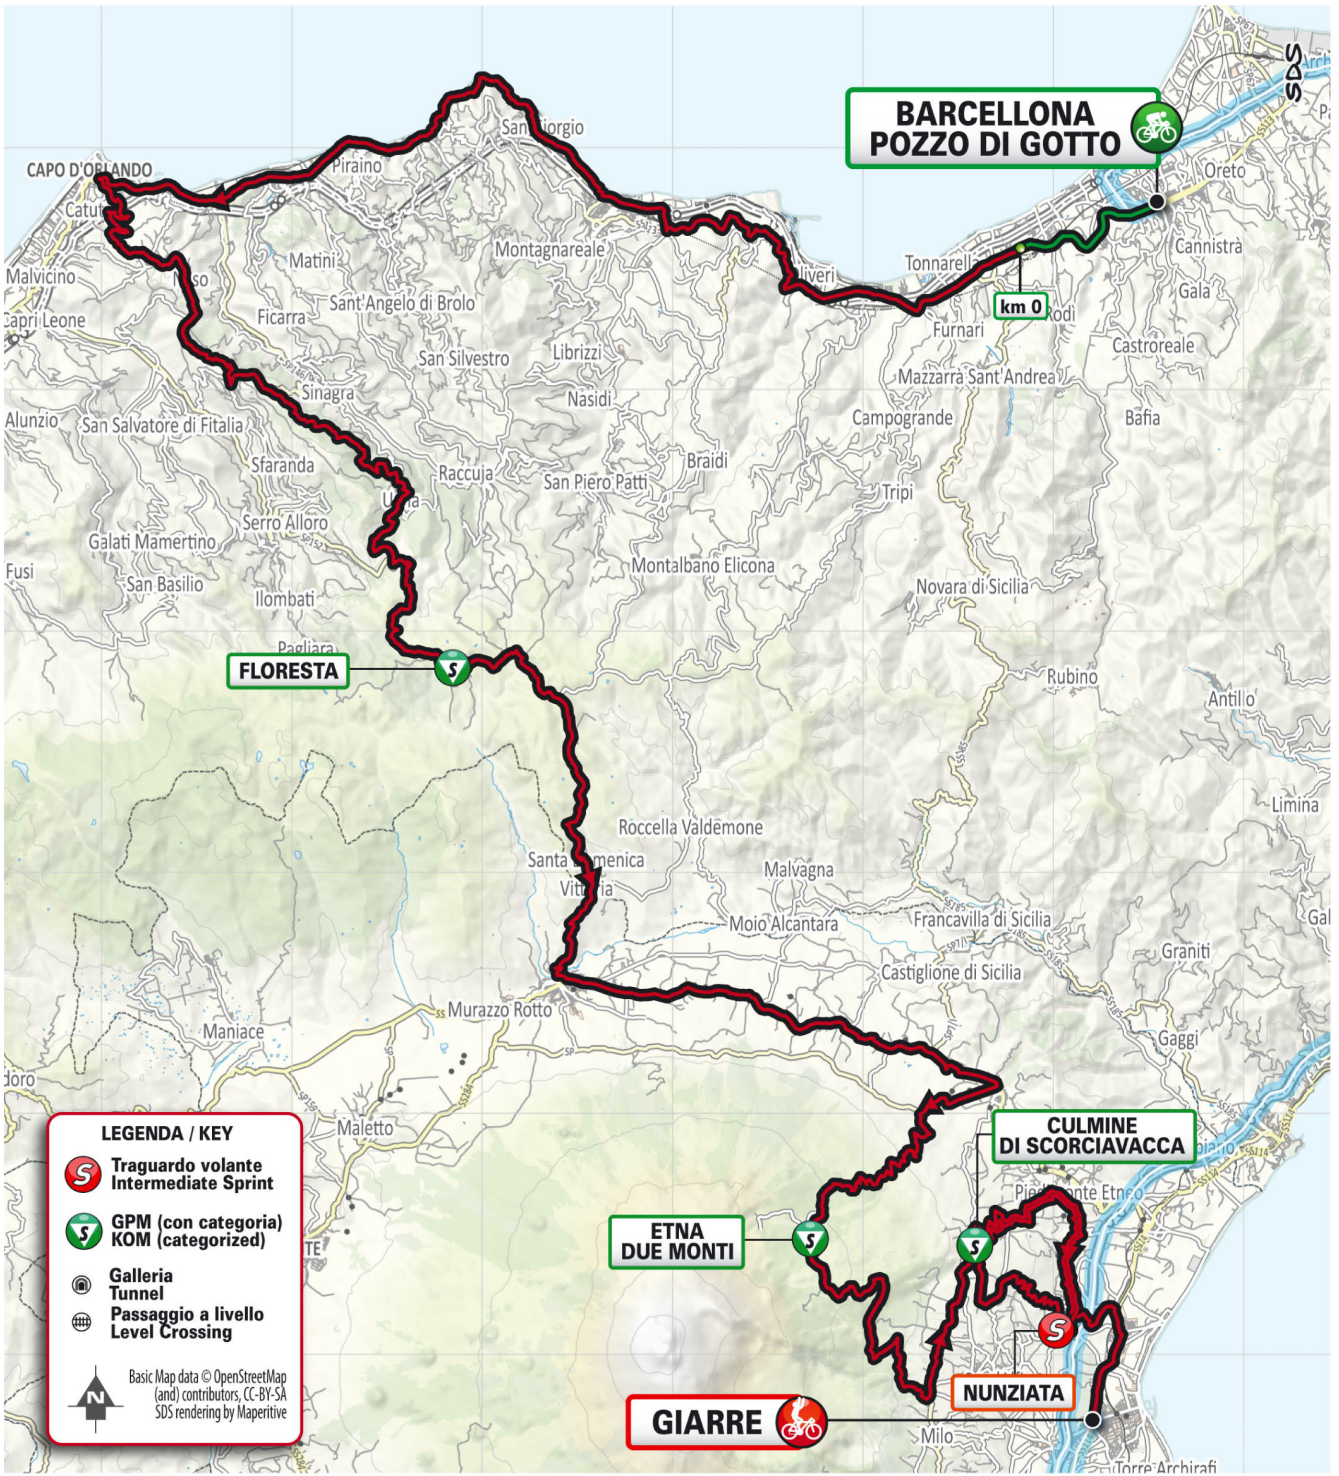 SDS
BARCELLONA
POZZO DI GOTTO
Oreto
CAPO D'ORLANDO
Piraino
Cannistrà
Malvicino
Matini
Montagnareale
Tonnarella
Gala
km 0
Sant'Angelo di Brolo
Ficarra
Furnari
Castroreale
San Silvestro
Librizzi
Mazzarra Sant'Andrea
Sinagra
Nasidi
Alunzio
San Salvatore di Fitalia
Campogrande
Bafia
Sfaranda
Raccuja
San Piero Patti
Braidi
Tripi
Serro Alloro
Galati Mamertino
Fusi
San Basilio
Ilombati
Montalbano Elicona
Novara di Sicilia
Pagliara
FLORESTA
S
Rubino
Antillo
Limina
Roccella Valdemone
Malvagna
Moio Alcantara
Francavilla di Sicilia
Graniti
Castiglione di Sicilia
Murazzo Rotto
Maniace
Gaggi
SS284
Maletto
CULMINE
DI SCORCIAVACCA
ETNA
DUE MONTI
S
S
S
NUNZIATA
GIARRE
Milo
Torre Archirafi
LEGENDA / KEY
S
Traguardo volante
Intermediate Sprint
S
GPM (con categoria)
KOM (categorized)
Galleria
Tunnel
Passaggio a livello
Level Crossing
N
Basic Map data © OpenStreetMap
(and) contributors, CC-BY-SA
SDS rendering by Maperitive